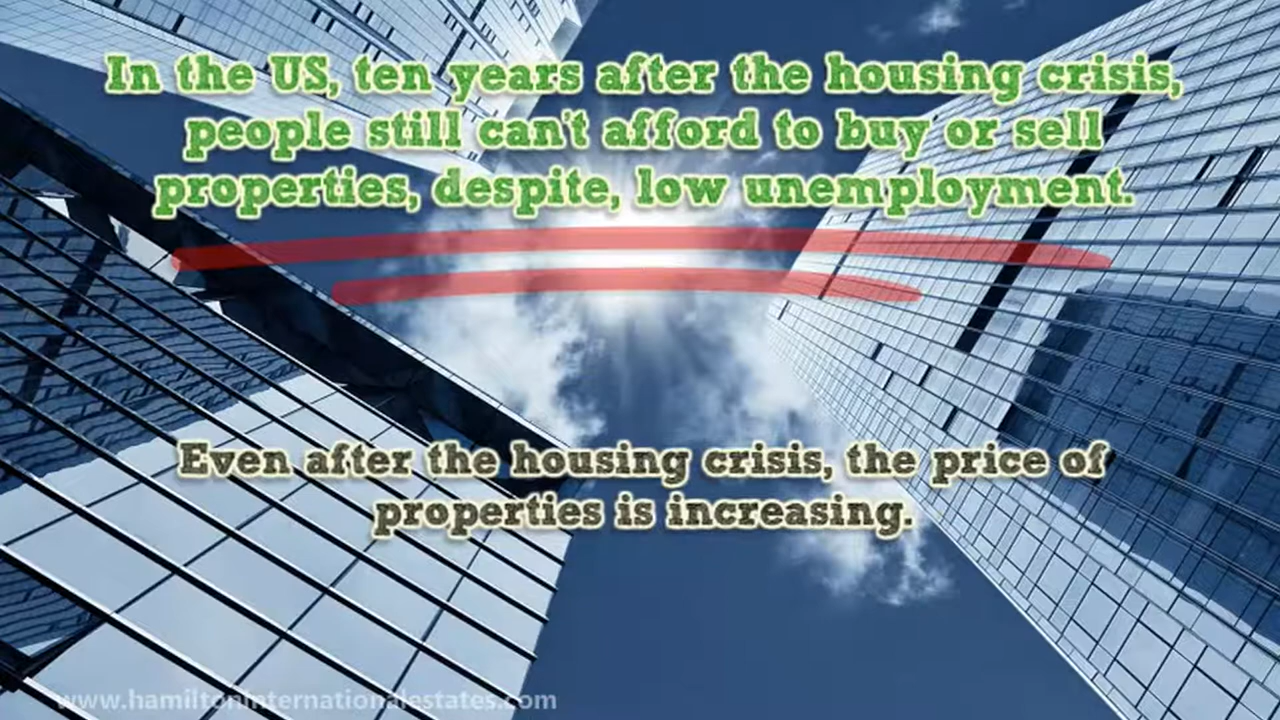 In the US, ten years after the housing crisis,
people still can't afford to buy or sell
properties, despite, low unemployment.
Even after the housing crisis, the price of
properties is increasing.
www.hamiltoninternationalestates.com